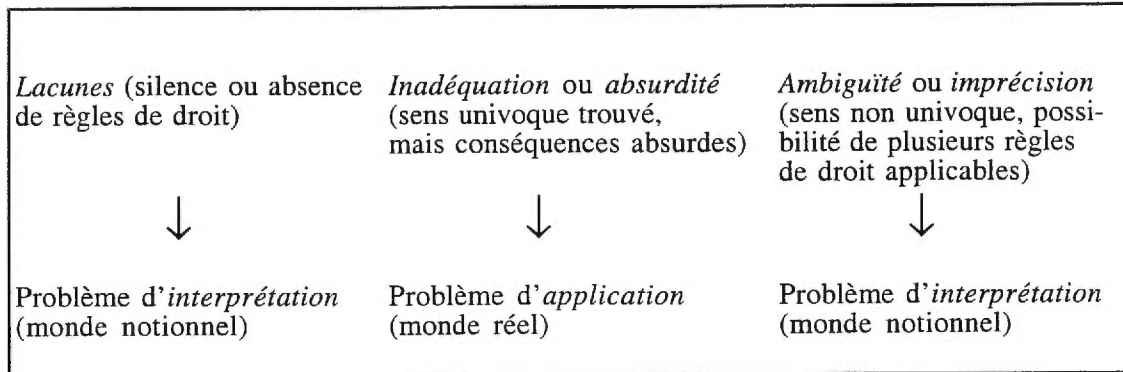 Lacunes (silence ou absence
de règles de droit)
↓
Problème d'interprétation
(monde notionnel)
Inadéquation ou absurdité
(sens univoque trouvé,
mais conséquences absurdes)
↓
Problème d'application
(monde réel)
Ambiguïté ou imprécision
(sens non univoque, possi-
bilité de plusieurs règles
de droit applicables)
↓
Problème d'interprétation
(monde notionnel)